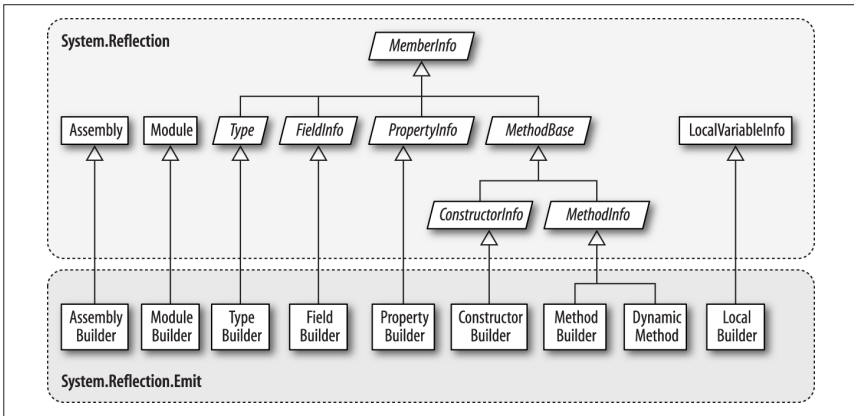 System.Reflection
MemberInfo
Assembly
Module
Type
FieldInfo
PropertyInfo
MethodBase
LocalVariableInfo
ConstructorInfo
MethodInfo
Assembly
Builder
Module
Builder
Type
Builder
Field
Builder
Property
Builder
Constructor
Builder
Method
Builder
Dynamic
Method
Local
Builder
System.Reflection.Emit